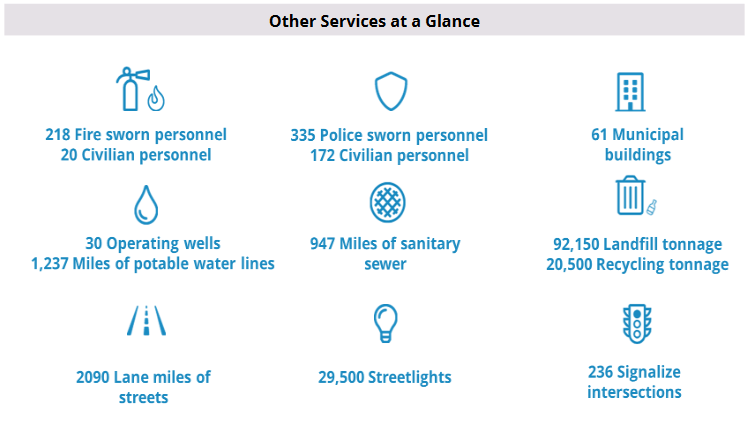 Other Services at a Glance
218 Fire sworn personnel
20 Civilian personnel
335 Police sworn personnel
172 Civilian personnel
61 Municipal
buildings
30 Operating wells
1,237 Miles of potable water lines
947 Miles of sanitary
sewer
92,150 Landfill tonnage
20,500 Recycling tonnage
2090 Lane miles of
streets
29,500 Streetlights
236 Signalize
intersections